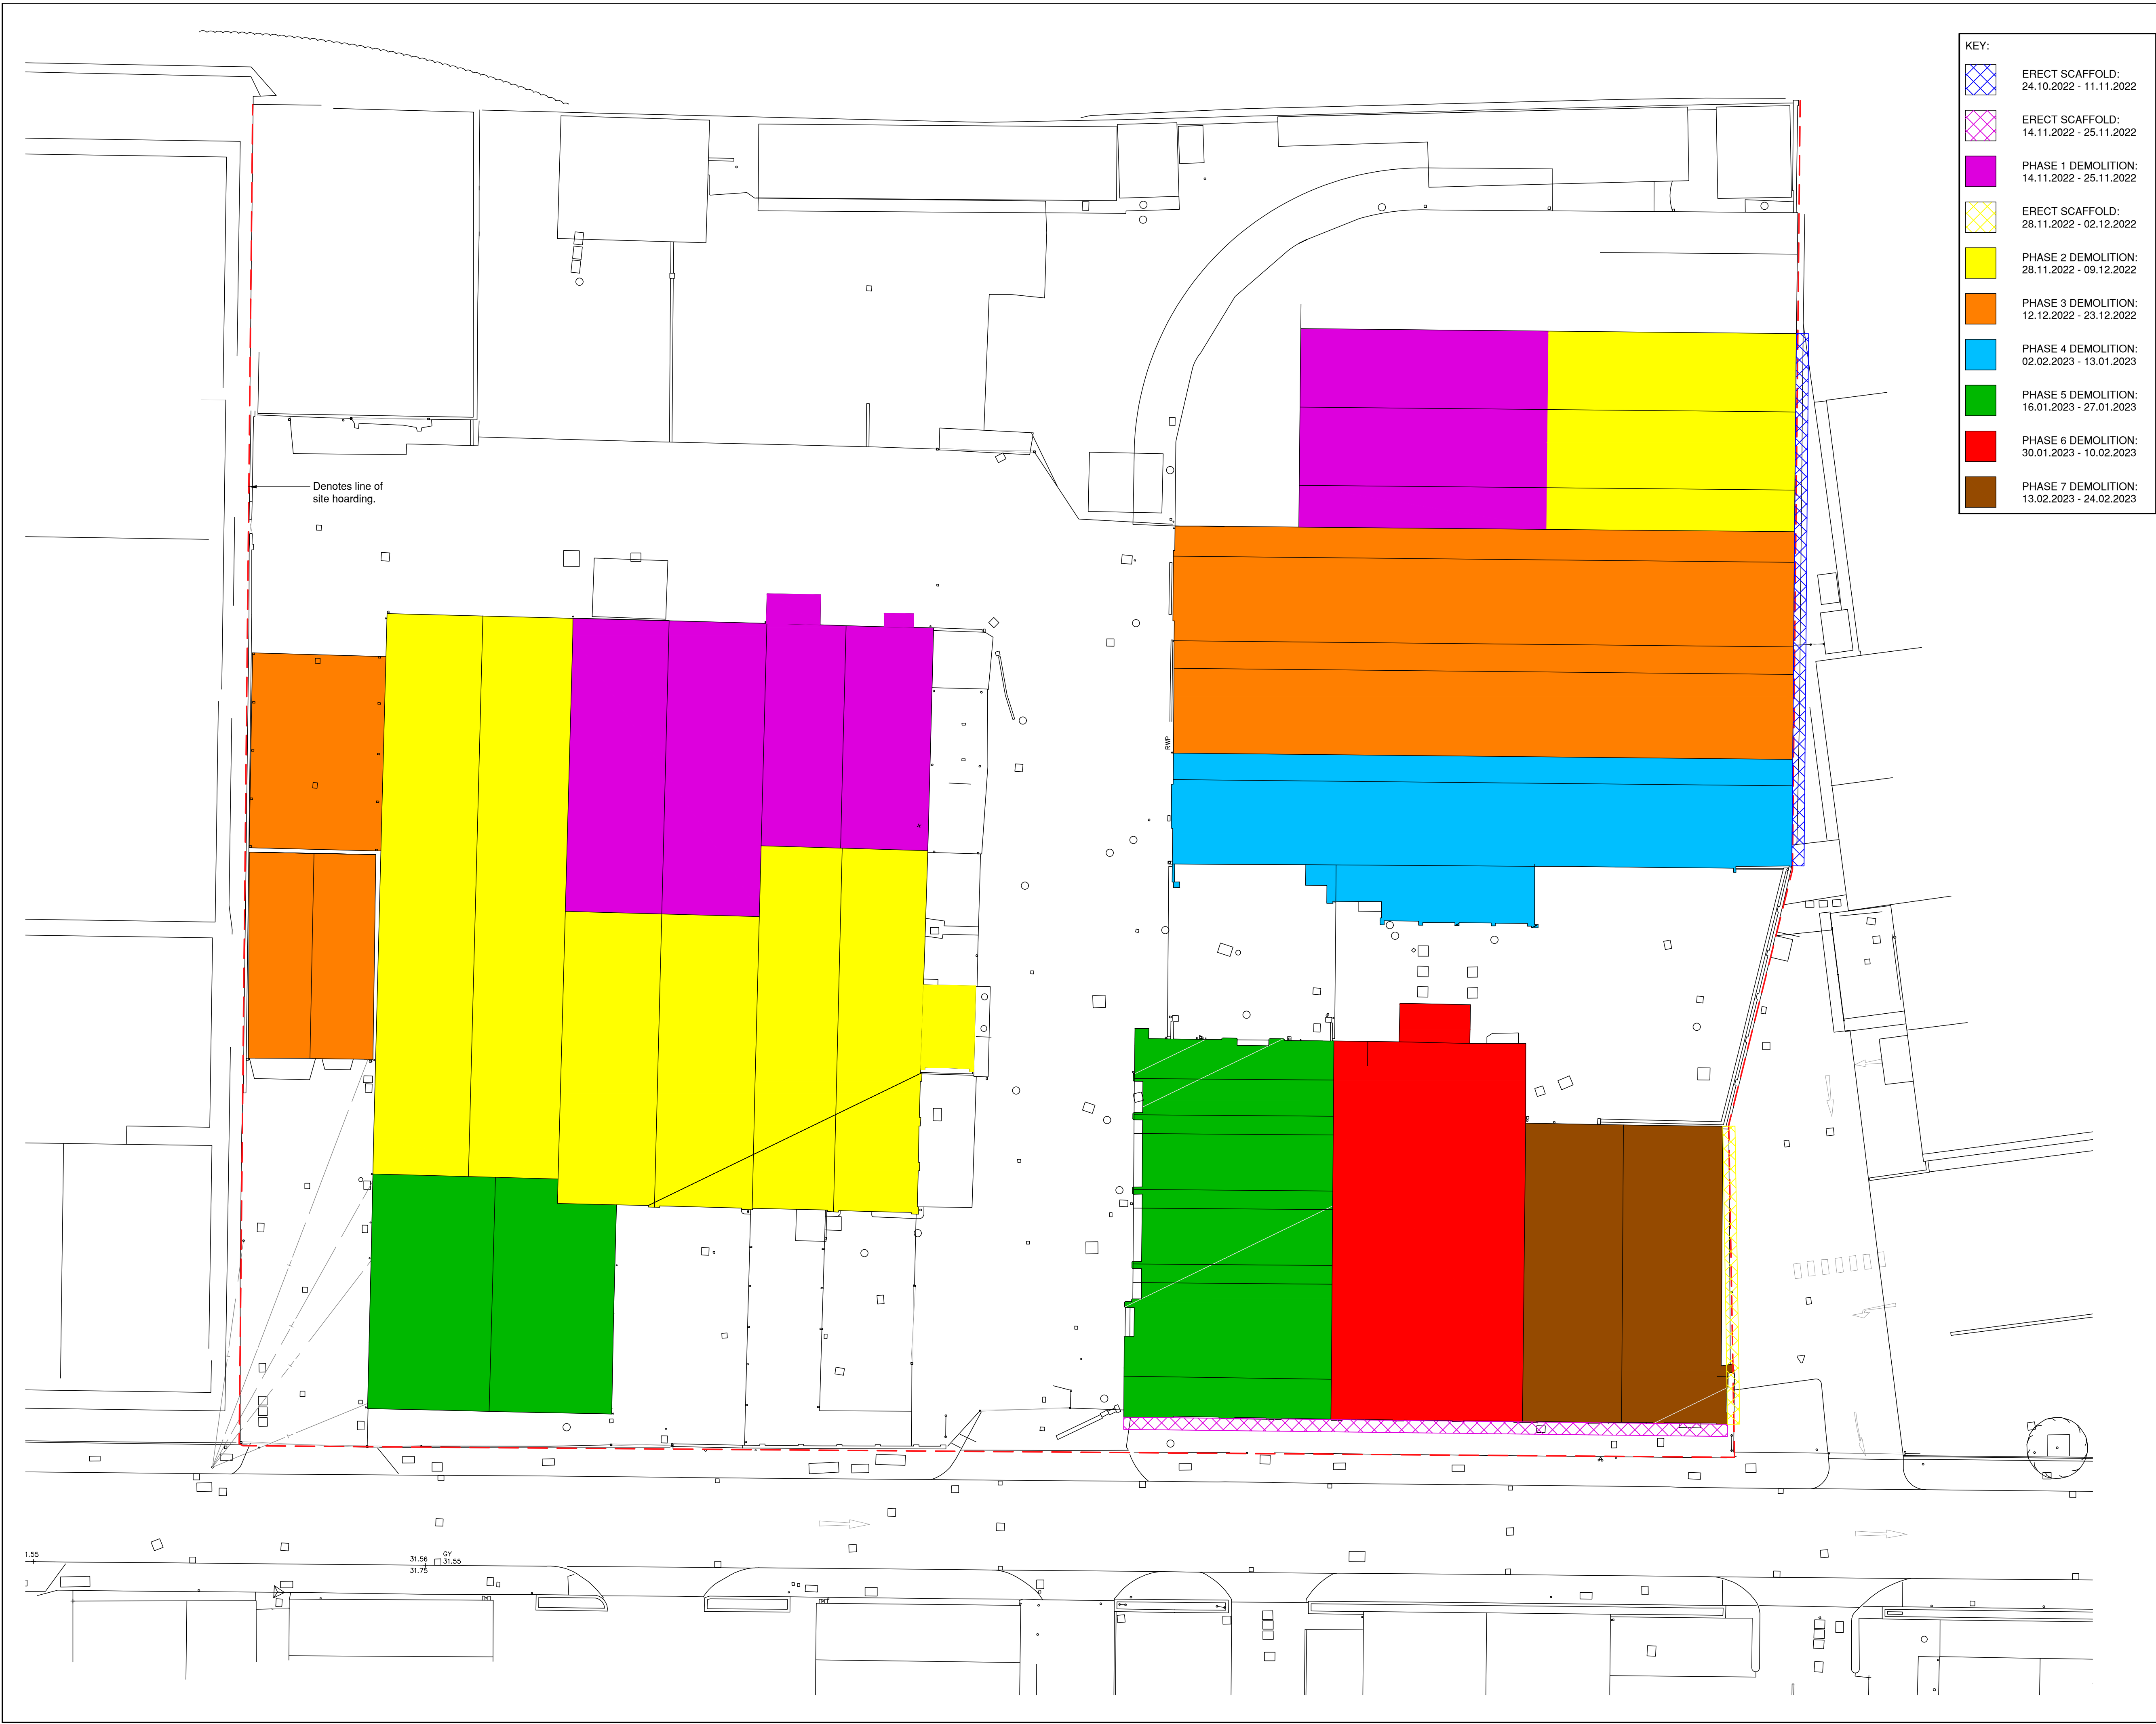 KEY:
ERECT SCAFFOLD:
24.10.2022 - 11.11.2022
ERECT SCAFFOLD:
14.11.2022 - 25.11.2022
PHASE 1 DEMOLITION:
14.11.2022 - 25.11.2022
ERECT SCAFFOLD:
28.11.2022 - 02.12.2022
PHASE 2 DEMOLITION:
28.11.2022 - 09.12.2022
PHASE 3 DEMOLITION:
12.12.2022 - 23.12.2022
PHASE 4 DEMOLITION:
02.02.2023 - 13.01.2023
PHASE 5 DEMOLITION:
16.01.2023 - 27.01.2023
PHASE 6 DEMOLITION:
30.01.2023 - 10.02.2023
PHASE 7 DEMOLITION:
13.02.2023 - 24.02.2023
Denotes line of
site hoarding.
RWP
1.55
GY
31.56
31.55
31.75